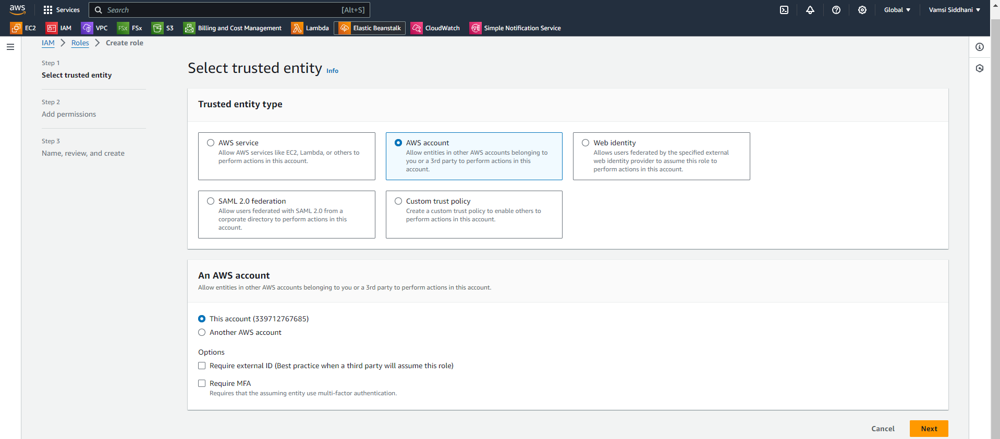 aws
Services
Search [Alt+S]
Global
Vamsi Siddhani
EC2 IAM VPC FSx FSx S3 Billing and Cost Management Lambda Elastic Beanstalk CloudWatch Simple Notification Service
IAM > Roles > Create role
Step 1
Select trusted entity
Step 2
Add permissions
Step 3
Name, review, and create
Select trusted entity Info
Trusted entity type
AWS service
Allow AWS services like EC2, Lambda, or others to
perform actions in this account.
AWS account
Allow entities in other AWS accounts belonging to
you or a 3rd party to perform actions in this
account.
Web identity
Allows users federated by the specified external
web identity provider to assume this role to
perform actions in this account.
SAML 2.0 federation
Allow users federated with SAML 2.0 from a
corporate directory to perform actions in this
account.
Custom trust policy
Create a custom trust policy to enable others to
perform actions in this account.
An AWS account
Allow entities in other AWS accounts belonging to you or a 3rd party to perform actions in this account.
This account (339712767685)
Another AWS account
Options
Require external ID (Best practice when a third party will assume this role)
Require MFA
Requires that the assuming entity use multi-factor authentication.
Cancel
Next